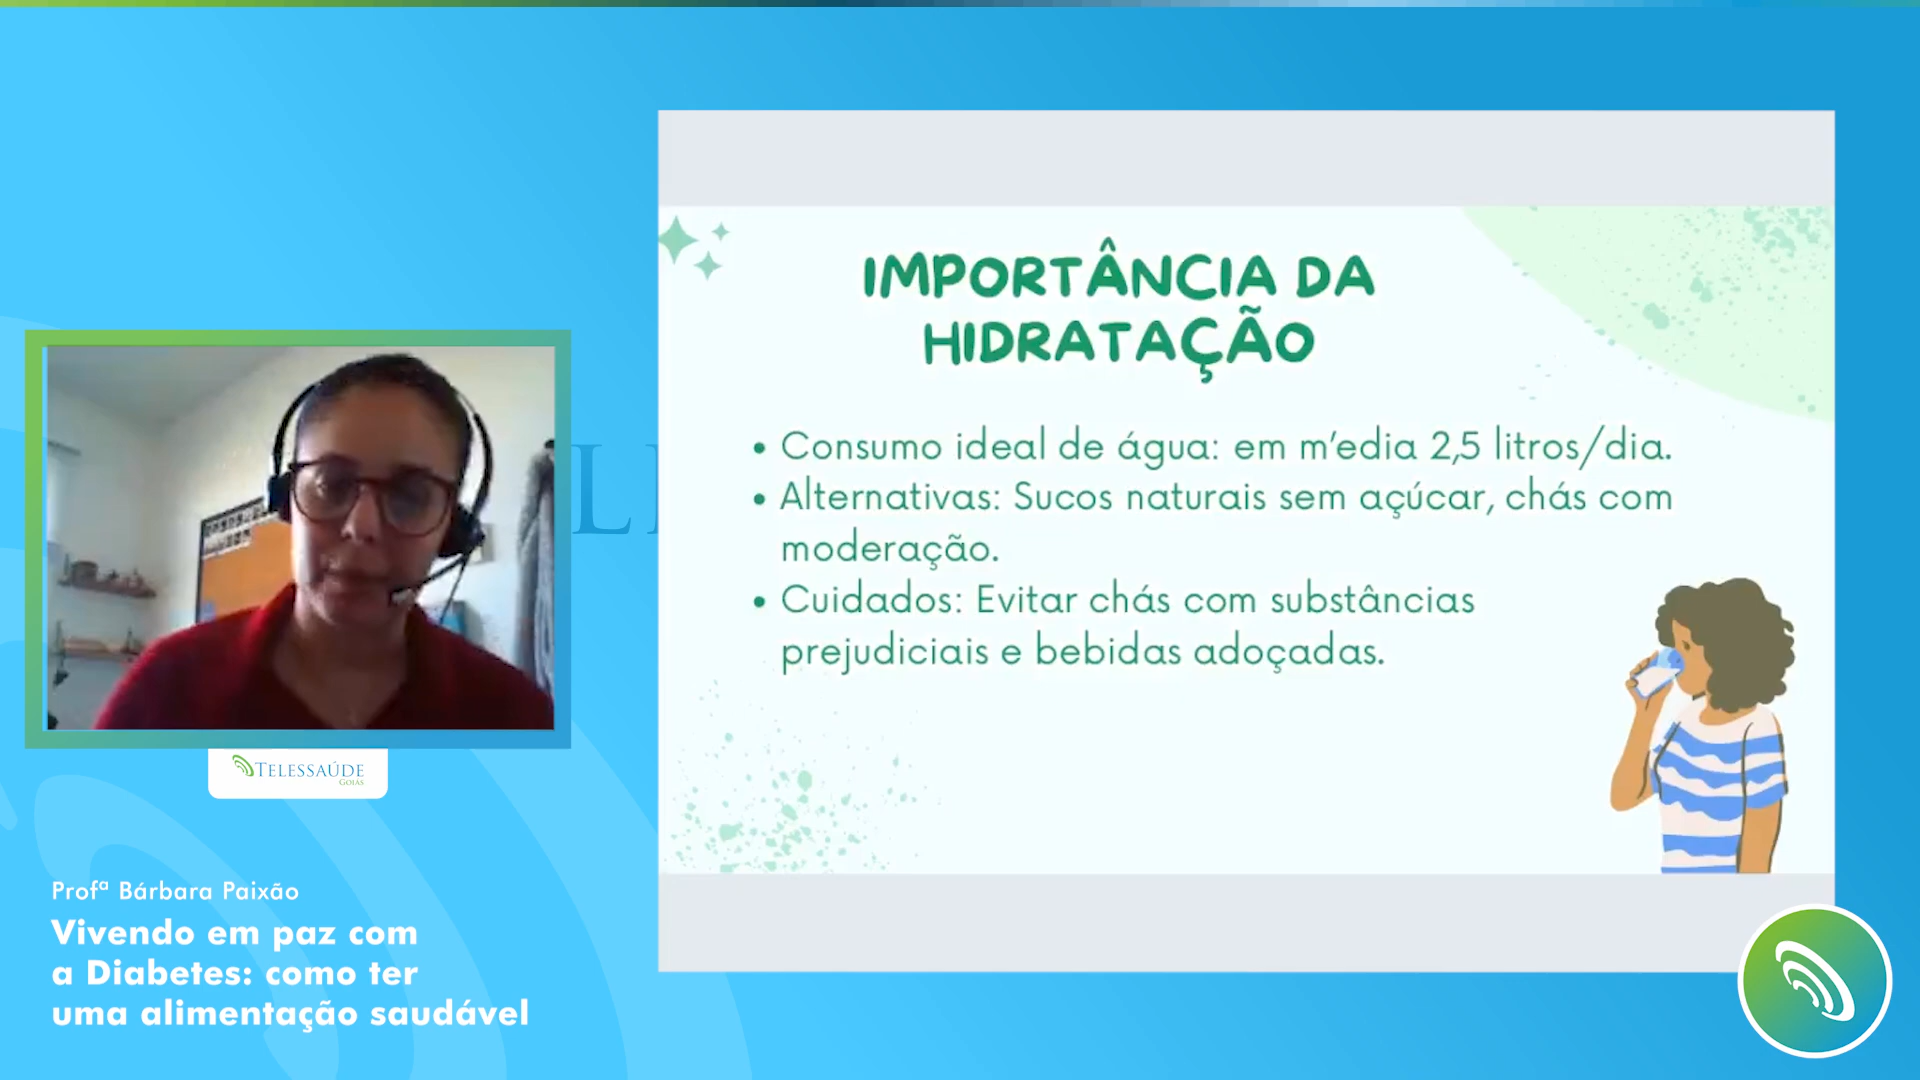 IMPORTÂNCIA DA
HIDRATAÇÃO
• Consumo ideal de água: em m'edia 2,5 litros/dia.
• Alternativas: Sucos naturais sem açúcar, chás com
moderação.
• Cuidados: Evitar chás com substâncias
prejudiciais e bebidas adoçadas.
TELESSAÚDE
GOIÁS
Profª Bárbara Paixão
Vivendo em paz com
a Diabetes: como ter
uma alimentação saudável